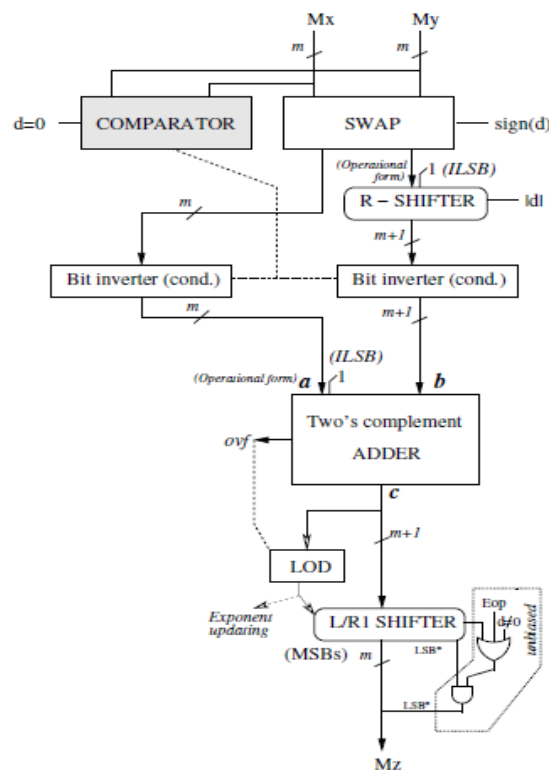 Mx My
m m
d=0 COMPARATOR SWAP sign(d)
(Operasional form) 1 (ILSB)
R – SHIFTER |d|
m
m+1
Bit inverter (cond.) Bit inverter (cond.)
m m+1
(ILSB)
(Operasional form) a 1 b
Two's complement
ADDER
ovf
c
m+1
LOD
Exponent
updating
Eop
d≠0
unbiased
L/R1 SHIFTER
(MSBs) m LSB*
LSB*
Mz